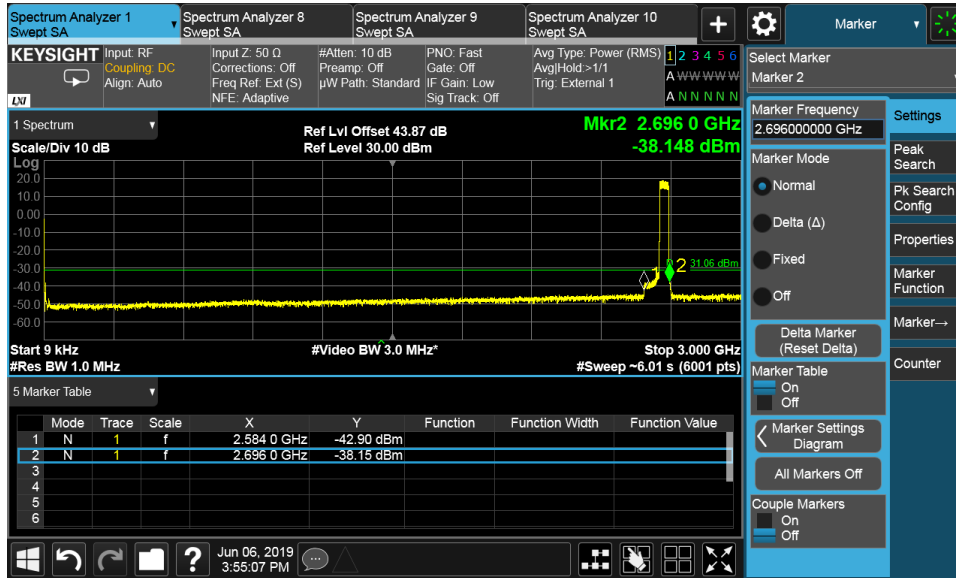 Spectrum Analyzer 1
Swept SA
Spectrum Analyzer 8
Swept SA
Spectrum Analyzer 9
Swept SA
Spectrum Analyzer 10
Swept SA
+
Marker
KEYSIGHT
LXI
Input: RF
Coupling: DC
Align: Auto
Input Z: 50 Ω
Corrections: Off
Freq Ref: Ext (S)
NFE: Adaptive
#Atten: 10 dB
Preamp: Off
µW Path: Standard
PNO: Fast
Gate: Off
IF Gain: Low
Sig Track: Off
Avg Type: Power (RMS)
Avg|Hold:>1/1
Trig: External 1
1 2 3 4 5 6
A W W W W W
A N N N N N
Select Marker
Marker 2
1 Spectrum
Scale/Div 10 dB
Ref Lvl Offset 43.87 dB
Ref Level 30.00 dBm
Mkr2 2.696 0 GHz
-38.148 dBm
Log
20.0
10.0
0.00
-10.0
-20.0
-30.0
-40.0
-50.0
-60.0
1
2
31.06 dBm
Start 9 kHz
#Res BW 1.0 MHz
#Video BW 3.0 MHz*
Stop 3.000 GHz
#Sweep ~6.01 s (6001 pts)
5 Marker Table
Mode Trace Scale X Y Function Function Width Function Value
1 N 1 f 2.584 0 GHz -42.90 dBm
2 N 1 f 2.696 0 GHz -38.15 dBm
3
4
5
6
Marker Frequency
2.696000000 GHz
Marker Mode
Normal
Delta (Δ)
Fixed
Off
Delta Marker
(Reset Delta)
Marker Table
On
Off
Marker Settings
Diagram
All Markers Off
Couple Markers
On
Off
Settings
Peak
Search
Pk Search
Config
Properties
Marker
Function
Marker→
Counter
?
Jun 06, 2019
3:55:07 PM